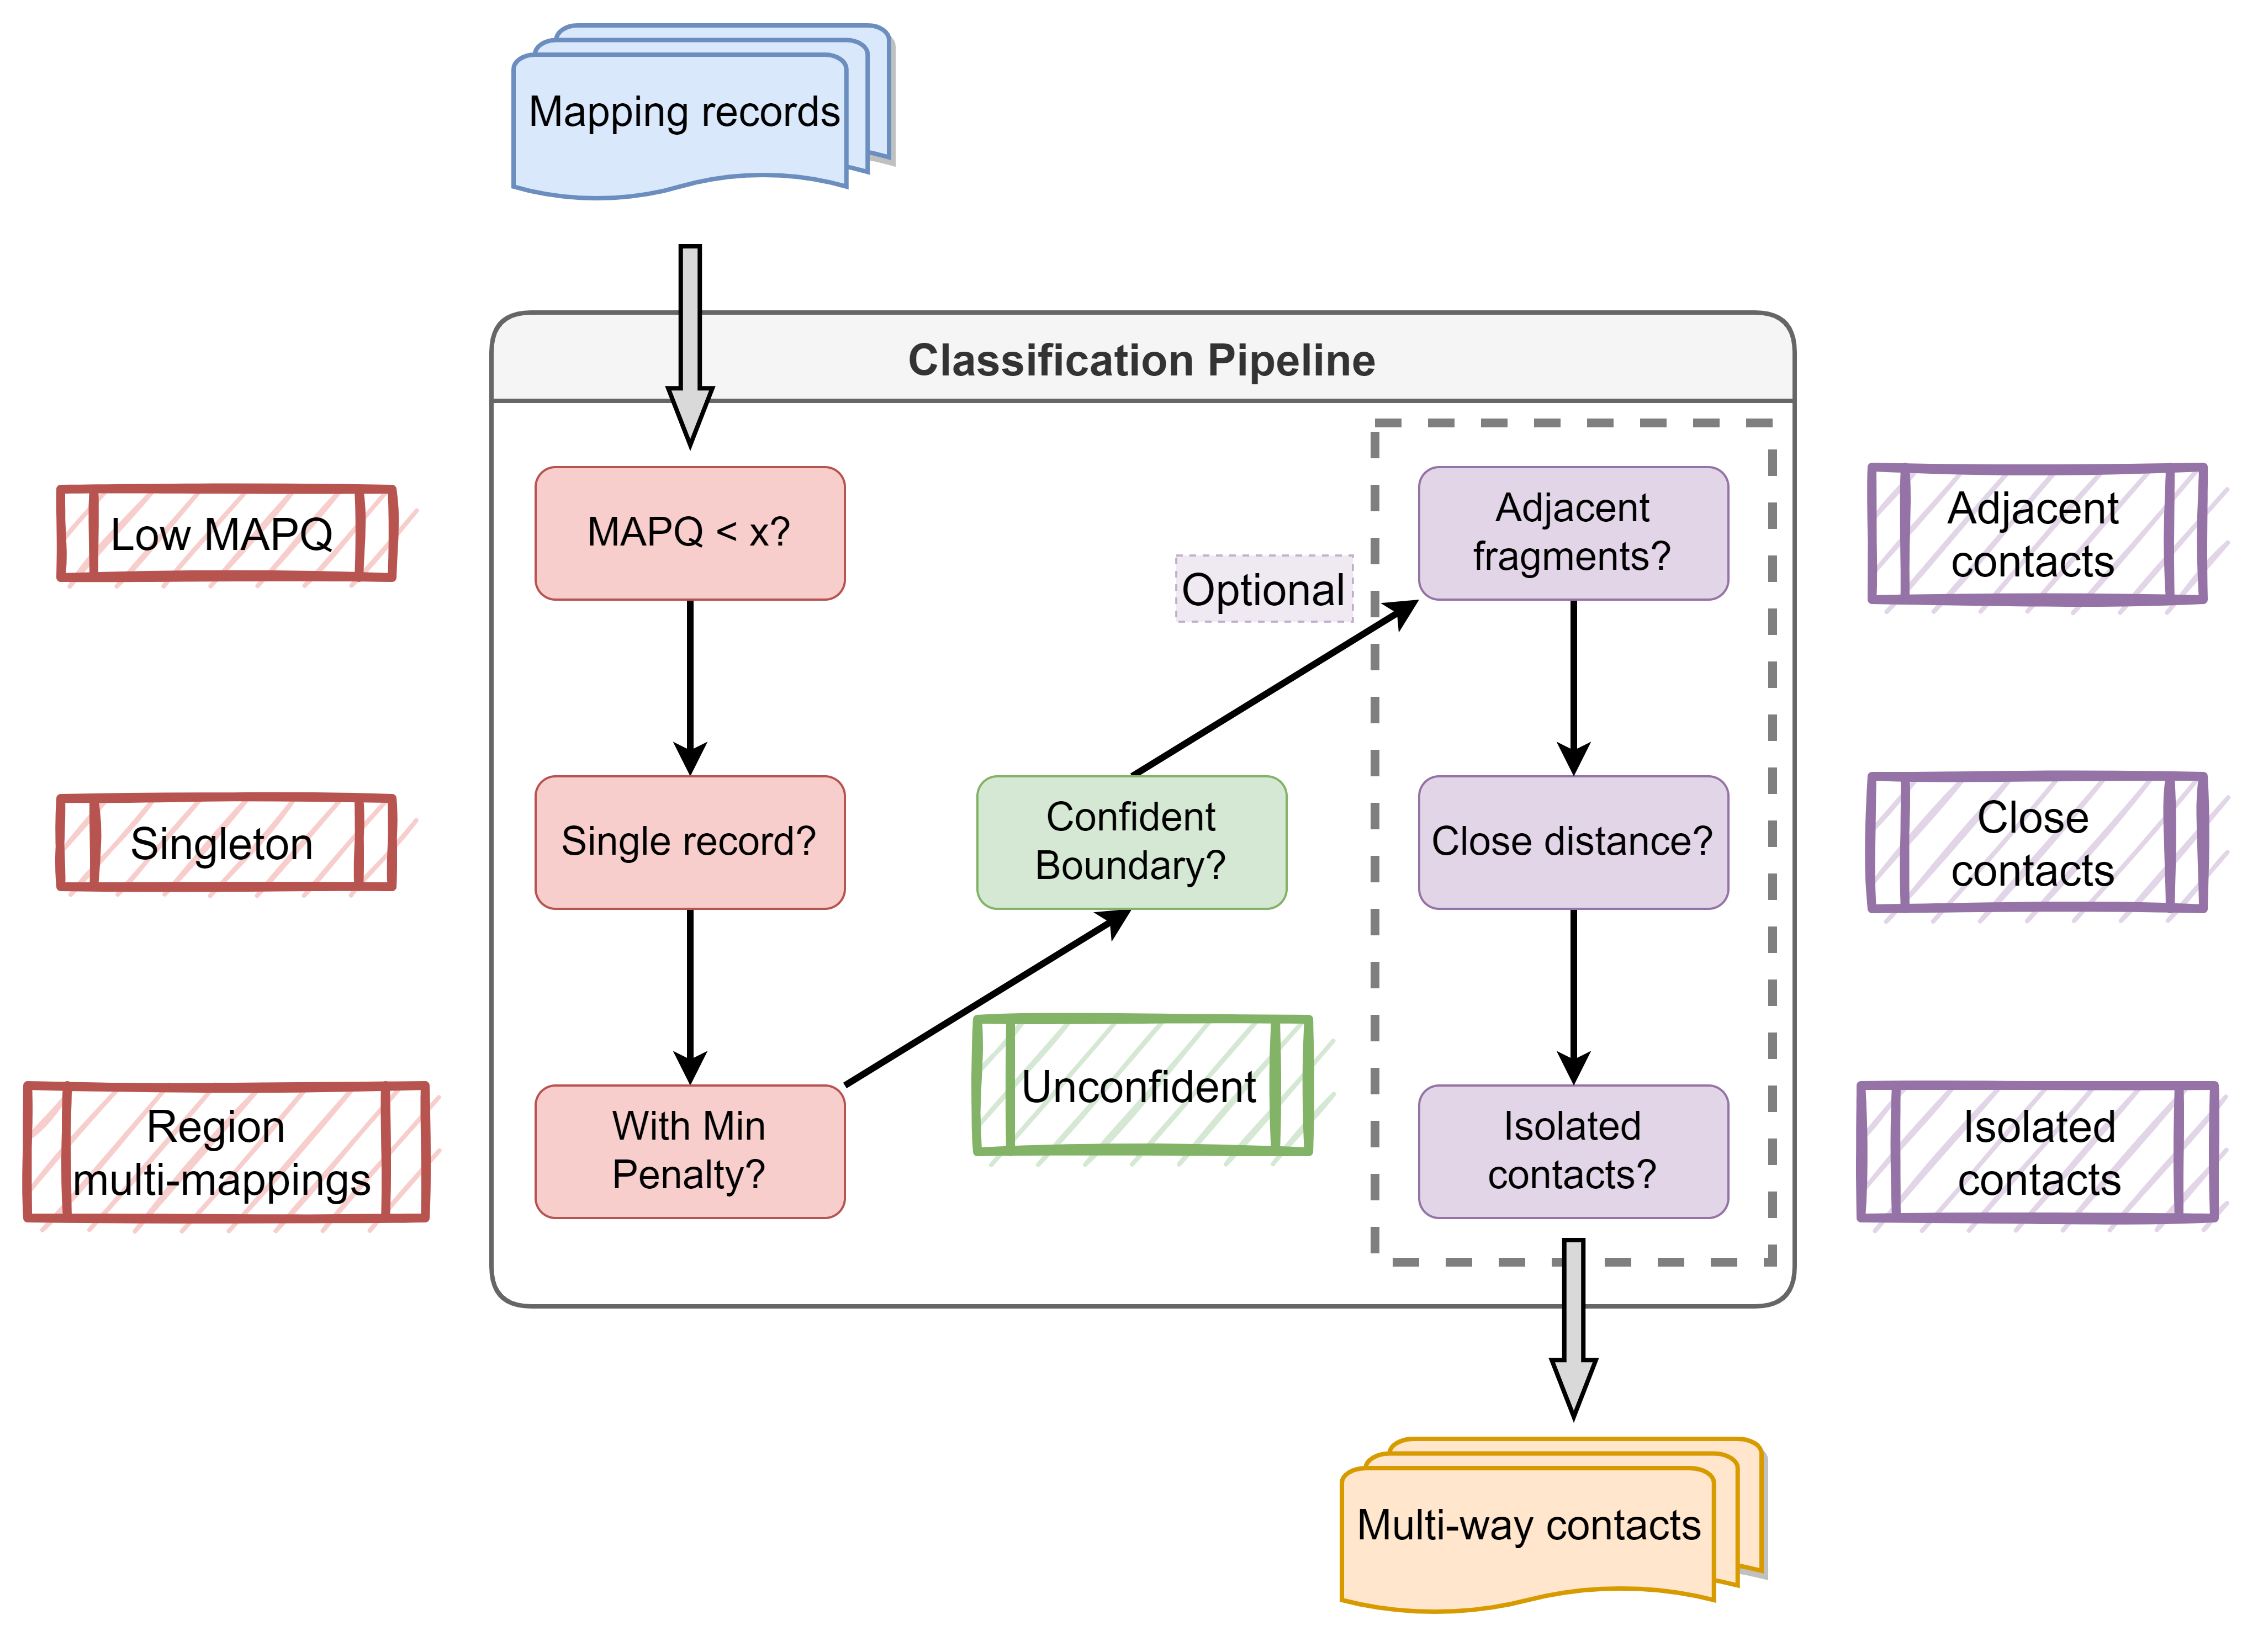 Mapping records
Classification Pipeline
Low MAPQ
MAPQ < x?
Adjacent
fragments?
Adjacent
contacts
Optional
Singleton
Single record?
Confident
Boundary?
Close distance?
Close
contacts
Unconfident
Region
multi-mappings
With Min
Penalty?
Isolated
contacts?
Isolated
contacts
Multi-way contacts